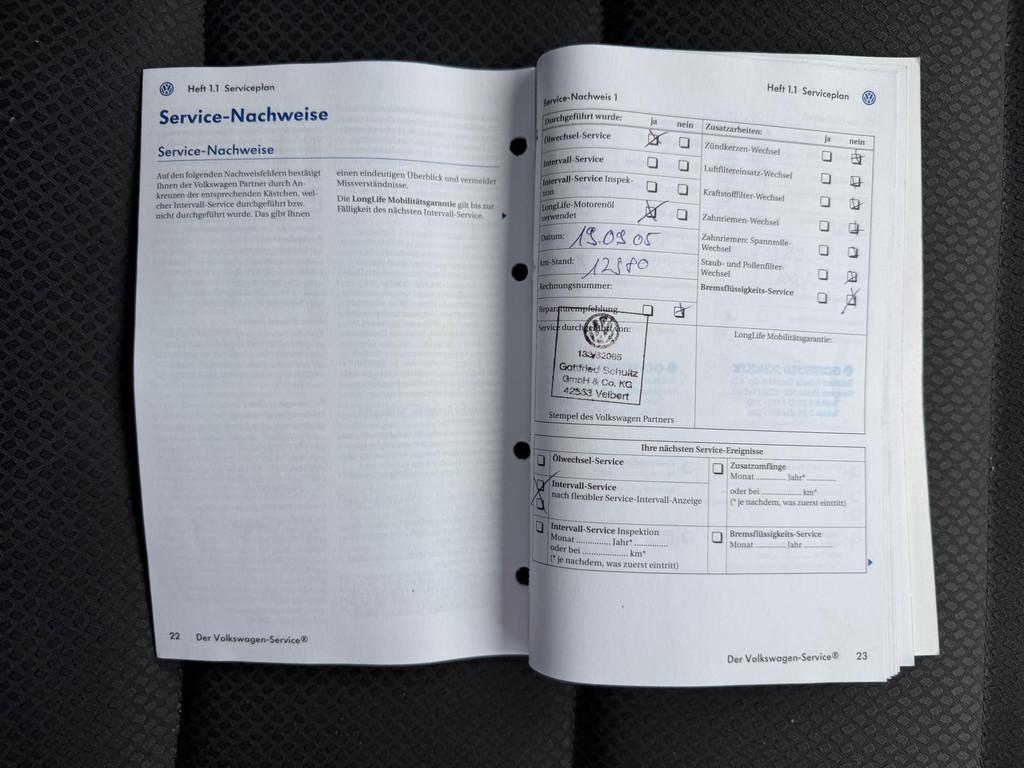 Heft 1.1 Serviceplan
Service-Nachweise
Service-Nachweise
Auf den folgenden Nachweisfeldern bestätigt
Ihnen der Volkswagen Partner durch An-
kreuzen der entsprechenden Kästchen, wel-
cher Intervall-Service durchgeführt bzw.
nicht durchgeführt wurde. Das gibt Ihnen
einen eindeutigen Überblick und vermeidet
Missverständnisse.
Die LongLife Mobilitätsgarantie gilt bis zur
Fälligkeit des nächsten Intervall-Service.
22 Der Volkswagen-Service®
Heft 1.1 Serviceplan
Service-Nachweis 1
Durchgeführt wurde: ja nein
Ölwechsel-Service
Intervall-Service
Intervall-Service Inspek-
tion
LongLife-Motorenöl
verwendet
Datum: 19.09.05
km-Stand: 12980
Rechnungsnummer:
Reparaturempfehlung
Service durchgeführt von:
133/32065
Gottfried Schultz
GmbH & Co. KG
42553 Velbert
Stempel des Volkswagen Partners
Zusatzarbeiten: ja nein
Zündkerzen-Wechsel
Luftfiltereinsatz-Wechsel
Kraftstofffilter-Wechsel
Zahnriemen-Wechsel
Zahnriemen: Spannrolle-
Wechsel
Staub- und Pollenfilter-
Wechsel
Bremsflüssigkeits-Service
LongLife Mobilitätsgarantie:
Ihre nächsten Service-Ereignisse
Ölwechsel-Service
Intervall-Service
nach flexibler Service-Intervall-Anzeige
Intervall-Service Inspektion
Monat ............ Jahr* ............
oder bei ................ km*
(* je nachdem, was zuerst eintritt)
Zusatzumfänge
Monat ............ Jahr* ............
oder bei ................ km*
(* je nachdem, was zuerst eintritt)
Bremsflüssigkeits-Service
Monat ............ Jahr ............
Der Volkswagen-Service® 23